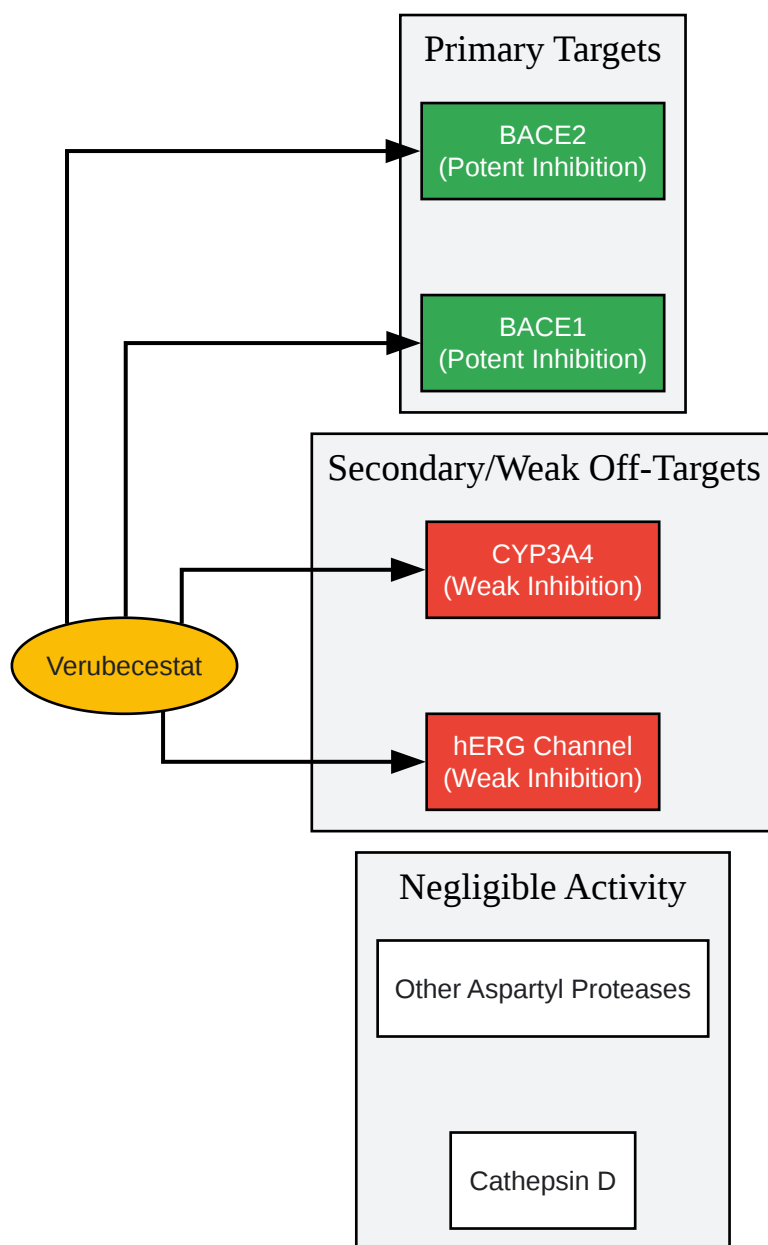 Primary Targets
BACE2
(Potent Inhibition)
BACE1
(Potent Inhibition)
Secondary/Weak Off-Targets
CYP3A4
(Weak Inhibition)
Verubecestat
hERG Channel
(Weak Inhibition)
Negligible Activity
Other Aspartyl Proteases
Cathepsin D